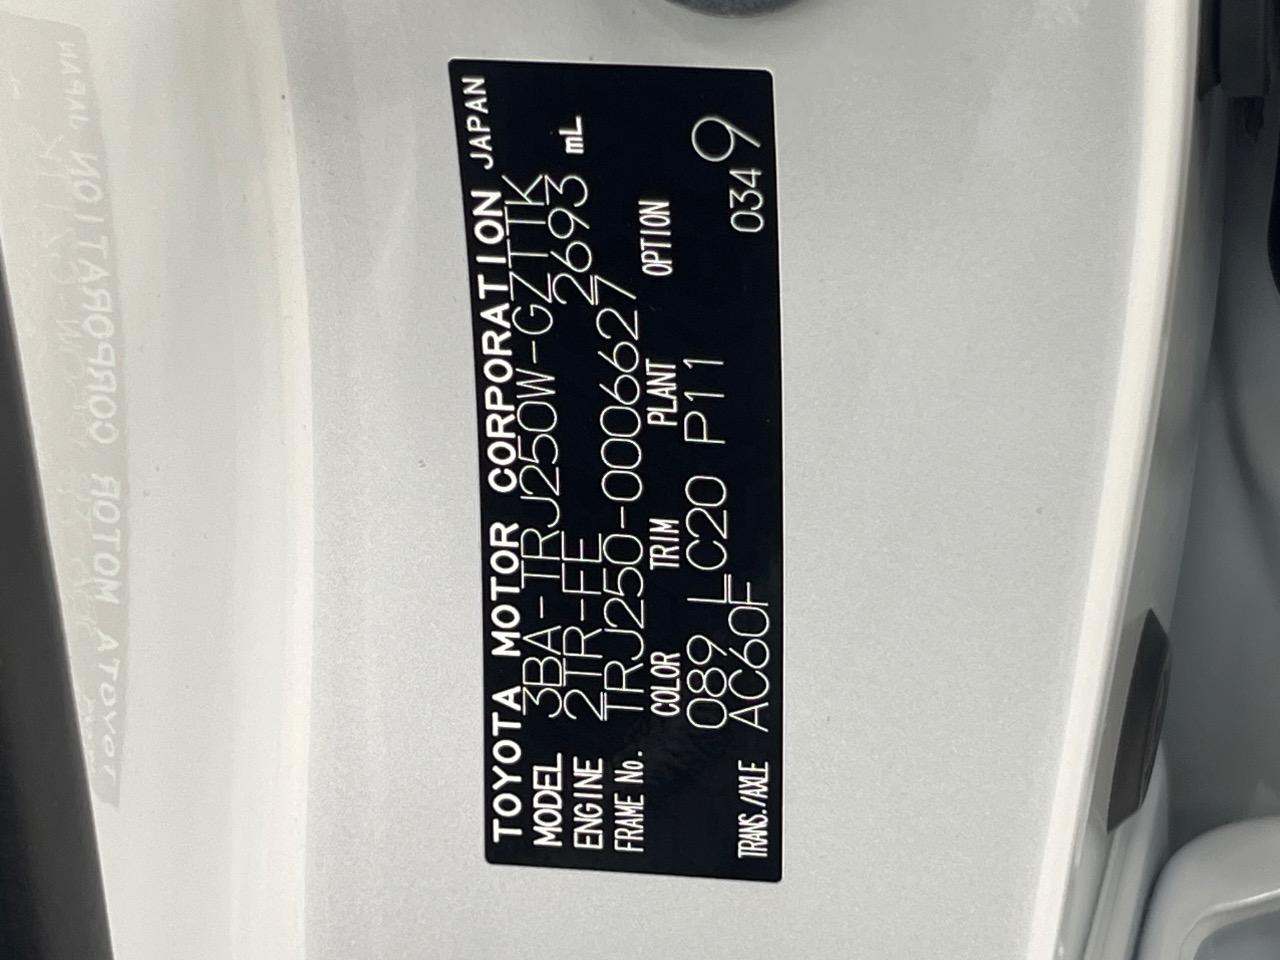 TOYOTA MOTOR CORPORATION JAPAN
MODEL 3BA-TRJ250W-GZTTK
ENGINE 2TR-FE 2693 mL
FRAME No. TRJ250-0006627
COLOR TRIM PLANT OPTION
089 LC20 P11
TRANS./AXLE AC60F 0349